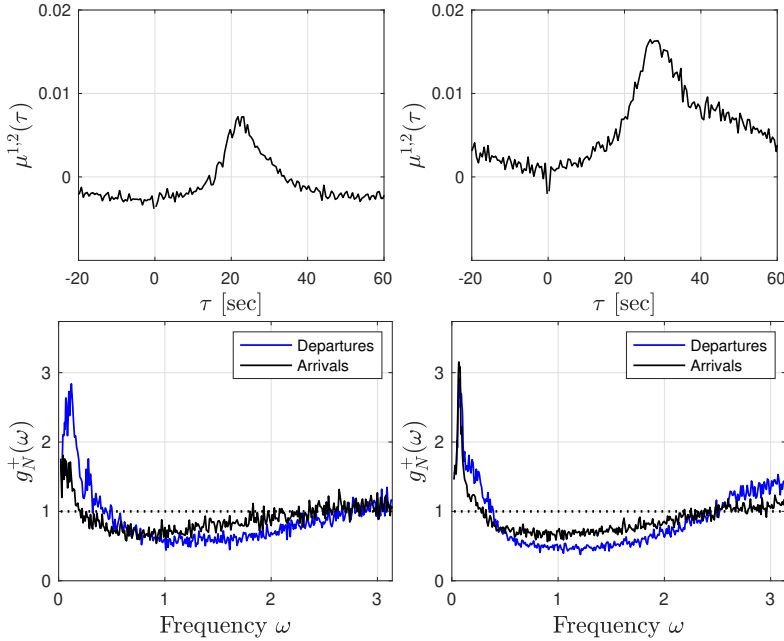 0.02
0.01
0
μ^{1,2}(τ)
-20 0 20 40 60
τ [sec]
0.02
0.01
0
μ^{1,2}(τ)
-20 0 20 40 60
τ [sec]
3
2
1
0
g_N^+(ω)
Departures
Arrivals
0 1 2 3
Frequency ω
3
2
1
0
g_N^+(ω)
Departures
Arrivals
0 1 2 3
Frequency ω